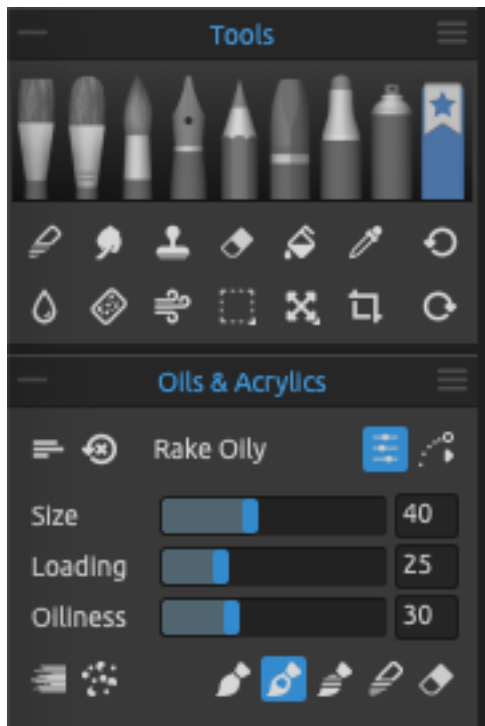 Tools
Oils & Acrylics
Rake Oily
Size 40
Loading 25
Oiliness 30